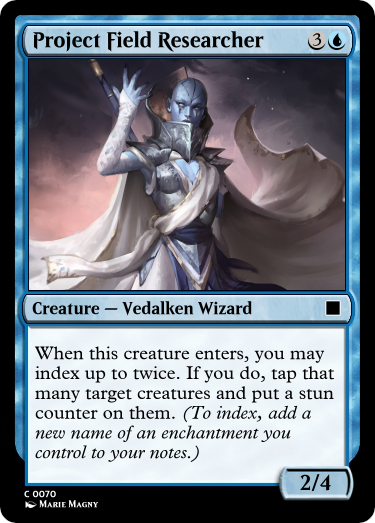 Project Field Researcher 3
Creature — Vedalken Wizard
When this creature enters, you may
index up to twice. If you do, tap that
many target creatures and put a stun
counter on them. (To index, add a
new name of an enchantment you
control to your notes.)
2/4
C 0070
Marie Magny